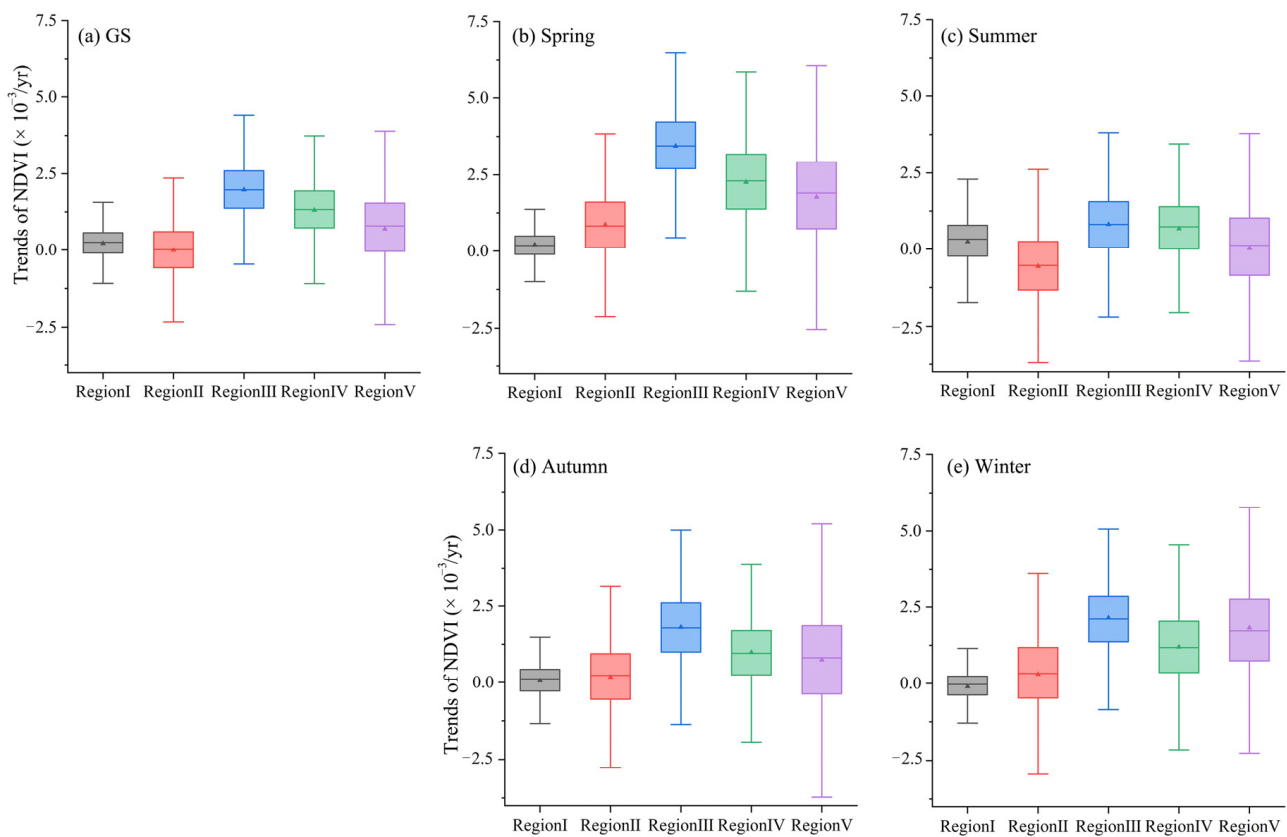 (a) GS
Trends of NDVI (× 10⁻³/yr)
7.5
5.0
2.5
0.0
−2.5
RegionI RegionII RegionIII RegionIV RegionV
(b) Spring
7.5
5.0
2.5
0.0
−2.5
RegionI RegionII RegionIII RegionIV RegionV
(c) Summer
7.5
5.0
2.5
0.0
−2.5
RegionI RegionII RegionIII RegionIV RegionV
(d) Autumn
Trends of NDVI (× 10⁻³/yr)
7.5
5.0
2.5
0.0
−2.5
RegionI RegionII RegionIII RegionIV RegionV
(e) Winter
7.5
5.0
2.5
0.0
−2.5
RegionI RegionII RegionIII RegionIV RegionV